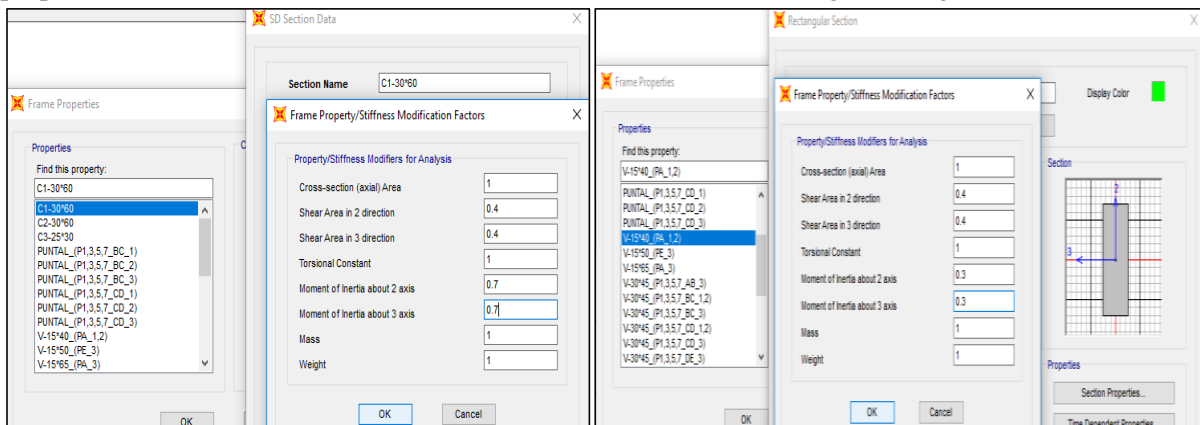 SD Section Data
X
Section Name
C1-30*60
Frame Properties
Properties
Find this property:
C1-30*60
C1-30*60
C2-30*60
C3-25*30
PUNTAL_(P1,3,5,7_BC_1)
PUNTAL_(P1,3,5,7_BC_2)
PUNTAL_(P1,3,5,7_BC_3)
PUNTAL_(P1,3,5,7_CD_1)
PUNTAL_(P1,3,5,7_CD_2)
PUNTAL_(P1,3,5,7_CD_3)
V-15*40_(PA_1,2)
V-15*50_(PE_3)
V-15*65_(PA_3)
OK
Frame Property/Stiffness Modification Factors
X
Property/Stiffness Modifiers for Analysis
Cross-section (axial) Area 1
Shear Area in 2 direction 0.4
Shear Area in 3 direction 0.4
Torsional Constant 1
Moment of Inertia about 2 axis 0.7
Moment of Inertia about 3 axis 0.7
Mass 1
Weight 1
OK Cancel
Rectangular Section
X
Display Color
Frame Properties
Properties
Find this property:
V-15*40_(PA_1,2)
PUNTAL_(P1,3,5,7_CD_1)
PUNTAL_(P1,3,5,7_CD_2)
PUNTAL_(P1,3,5,7_CD_3)
V-15*40_(PA_1,2)
V-15*50_(PE_3)
V-15*65_(PA_3)
V-30*45_(P1,3,5,7_AB_3)
V-30*45_(P1,3,5,7_BC_1,2)
V-30*45_(P1,3,5,7_BC_3)
V-30*45_(P1,3,5,7_CD_1,2)
V-30*45_(P1,3,5,7_CD_3)
V-30*45_(P1,3,5,7_DE_3)
OK
Frame Property/Stiffness Modification Factors
X
Property/Stiffness Modifiers for Analysis
Cross-section (axial) Area 1
Shear Area in 2 direction 0.4
Shear Area in 3 direction 0.4
Torsional Constant 1
Moment of Inertia about 2 axis 0.3
Moment of Inertia about 3 axis 0.3
Mass 1
Weight 1
OK Cancel
Section
2
3
Properties
Section Properties...
Time Dependent Properties